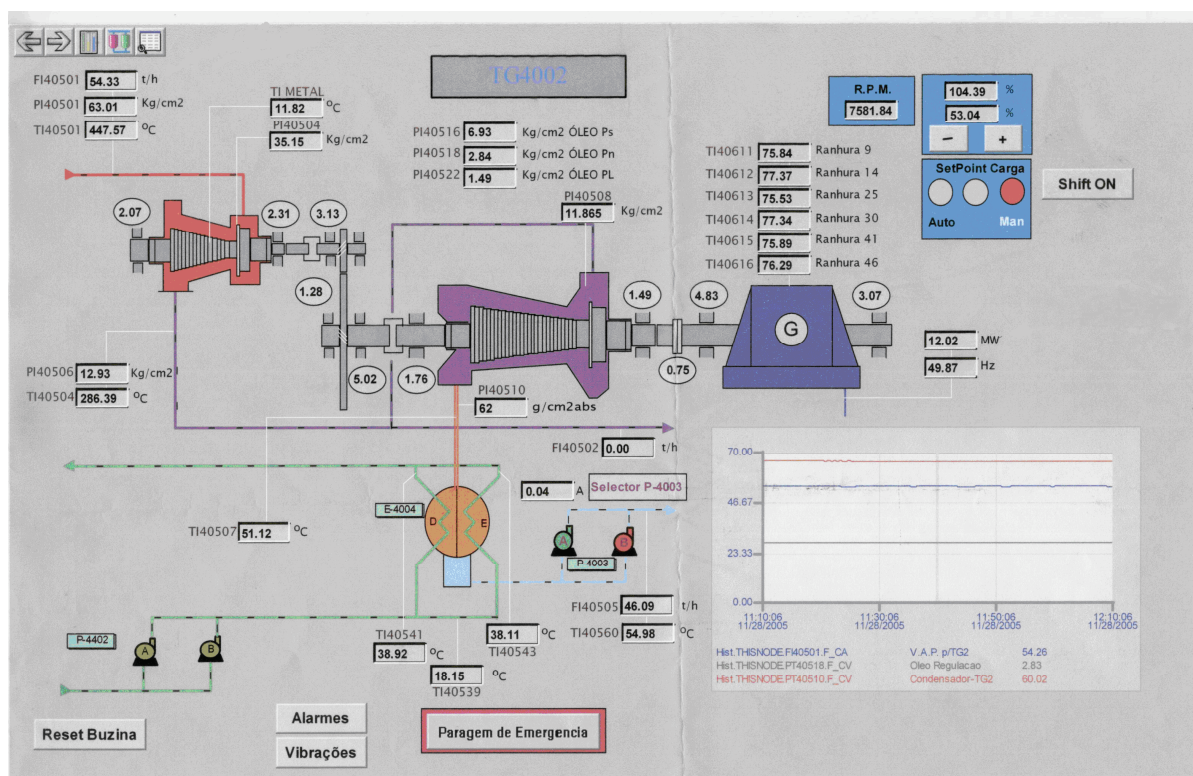 TG4002
FI40501 54.33 t/h
PI40501 63.01 Kg/cm2
TI40501 447.57 ºC
TI METAL
11.82 ºC
PI40504
35.15 Kg/cm2
PI40516 6.93 Kg/cm2 ÓLEO Ps
PI40518 2.84 Kg/cm2 ÓLEO Pn
PI40522 1.49 Kg/cm2 ÓLEO PL
PI40508
11.865 Kg/cm2
R.P.M.
7581.84
104.39 %
53.04 %
- +
SetPoint Carga
Auto Man
Shift ON
TI40611 75.84 Ranhura 9
TI40612 77.37 Ranhura 14
TI40613 75.53 Ranhura 25
TI40614 77.34 Ranhura 30
TI40615 75.89 Ranhura 41
TI40616 76.29 Ranhura 46
2.07 2.31 3.13
1.28 1.49 4.83 3.07
G
5.02 1.76 0.75
12.02 MW
49.87 Hz
PI40506 12.93 Kg/cm2
TI40504 286.39 ºC
PI40510
62 g/cm2abs
FI40502 0.00 t/h
0.04 A Selector P-4003
E-4004
D E
TI40507 51.12 ºC
A B
P-4003
FI40505 46.09 t/h
TI40560 54.98 ºC
P-4402
A B
TI40541
38.92 ºC
38.11 ºC
TI40543
18.15 ºC
TI40539
70.00
46.67
23.33
0.00
11:10:06 11:30:06 11:50:06 12:10:06
11/28/2005 11/28/2005 11/28/2005 11/28/2005
Hist.THISNODE.FI40501.F_CA V.A.P. p/TG2 54.26
Hist.THISNODE.PT40518.F_CV Oleo Regulacao 2.83
Hist.THISNODE.PT40510.F_CV Condensador-TG2 60.02
Reset Buzina
Alarmes
Vibrações
Paragem de Emergencia